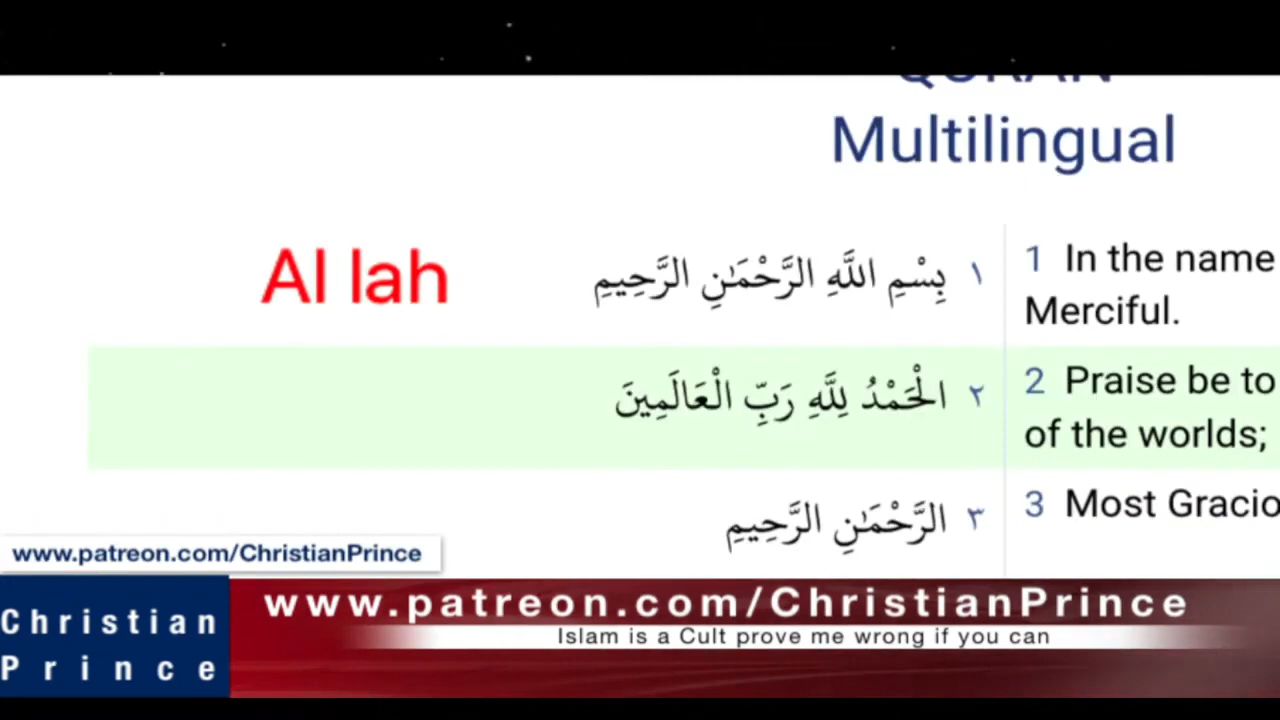 QURAN
Multilingual
Al lah
بِسْمِ اللَّهِ الرَّحْمَٰنِ الرَّحِيمِ ١
1 In the name
Merciful.
الْحَمْدُ لِلَّهِ رَبِّ الْعَالَمِينَ ٢
2 Praise be to
of the worlds;
الرَّحْمَٰنِ الرَّحِيمِ ٣
3 Most Gracio
www.patreon.com/ChristianPrince
Christian
Prince
www.patreon.com/ChristianPrince
Islam is a Cult prove me wrong if you can